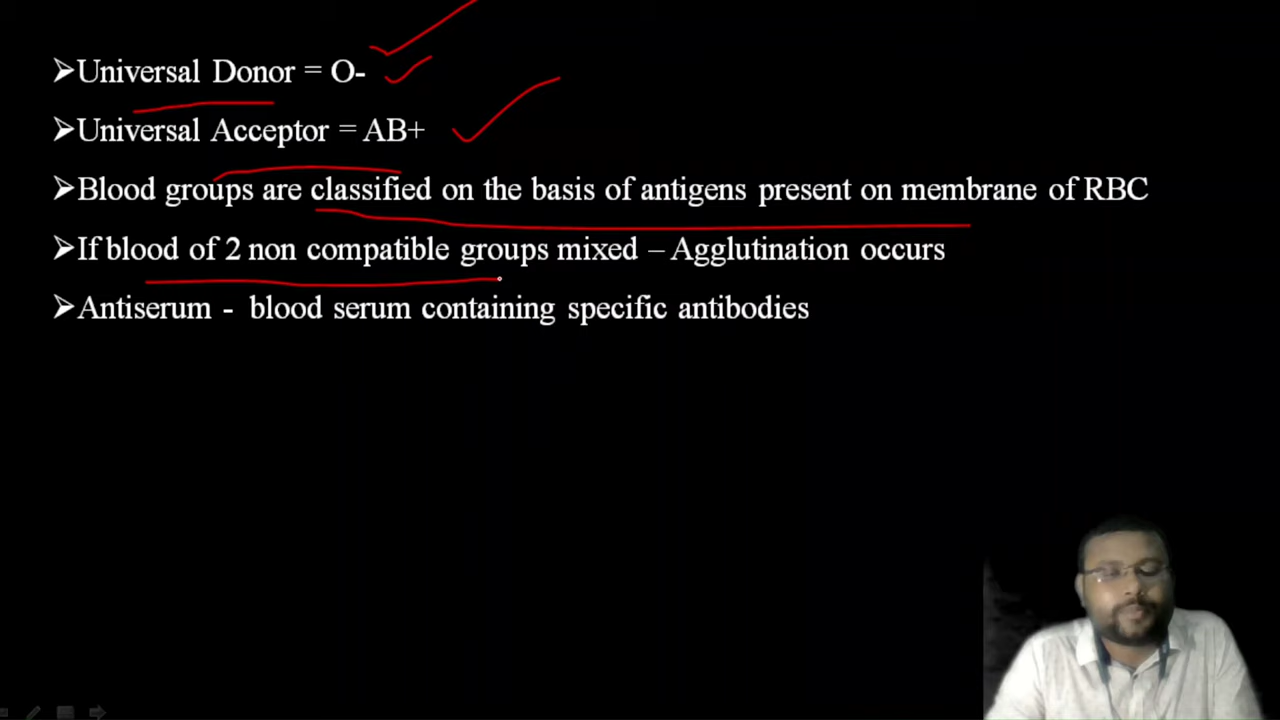 ➢Universal Donor = O-
➢Universal Acceptor = AB+
➢Blood groups are classified on the basis of antigens present on membrane of RBC
➢If blood of 2 non compatible groups mixed – Agglutination occurs
➢Antiserum - blood serum containing specific antibodies